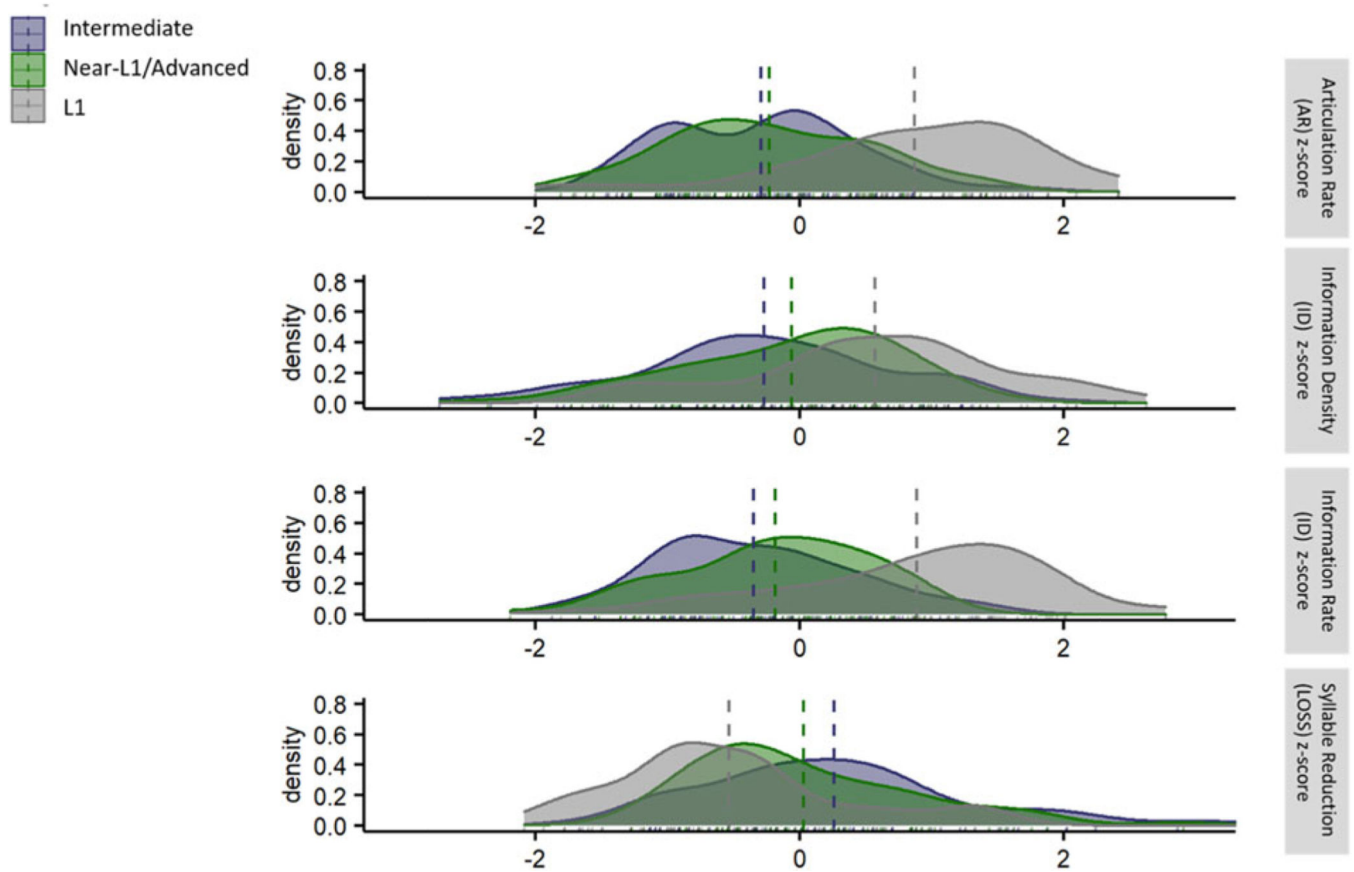 Intermediate
Near-L1/Advanced
L1
0.8
0.6
0.4
0.2
0.0
density
-2
0
2
Articulation Rate
(AR) z-score
0.8
0.6
0.4
0.2
0.0
density
-2
0
2
Information Density
(ID) z-score
0.8
0.6
0.4
0.2
0.0
density
-2
0
2
Information Rate
(ID) z-score
0.8
0.6
0.4
0.2
0.0
density
-2
0
2
Syllable Reduction
(LOSS) z-score